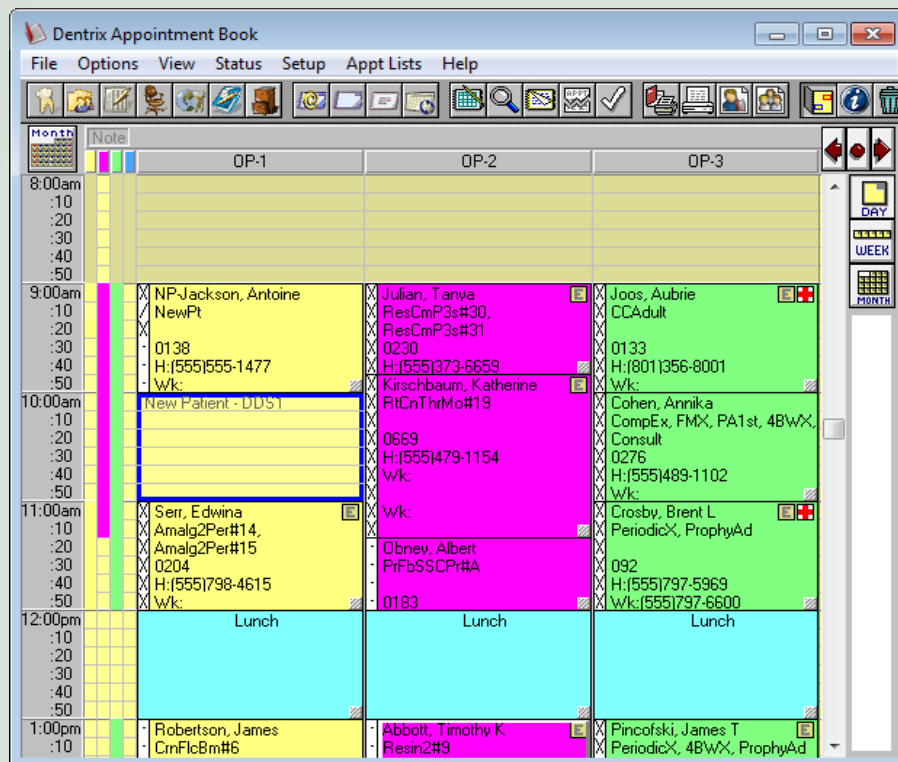 Dentrix Appointment Book
File Options View Status Setup Appt Lists Help
APPT
Month
Note
OP-1 OP-2 OP-3
DAY
WEEK
MONTH
8:00am
:10
:20
:30
:40
:50
9:00am
:10
:20
:30
:40
:50
10:00am
:10
:20
:30
:40
:50
11:00am
:10
:20
:30
:40
:50
12:00pm
:10
:20
:30
:40
:50
1:00pm
:10
X NP-Jackson, Antoine
/ NewPt
X
- 0138
- H:(555)555-1477
- Wk:
New Patient - DDS1
X Serr, Edwina E
X Amalg2Per#14,
X Amalg2Per#15
X 0204
X H:(555)798-4615
X Wk:
Lunch
- Robertson, James
- CrnFlcBm#6
X Julian, Tanya E
X ResCmP3s#30,
X ResCmP3s#31
X 0230
X H:(555)373-6659
X Kirschbaum, Katherine E
X RtCnThrMo#19
X
X 0669
X H:(555)479-1154
X Wk:
X
X Wk:
X
- Obney, Albert
- PrFbSSCPr#A
-
- 0183
Lunch
X Abbott, Timothy K E
- Resin2#9
X Joos, Aubrie E
X CCAdult
X
X 0133
X H:(801)356-8001
X Wk:
X Cohen, Annika
X CompEx, FMX, PA1st, 4BWX,
X Consult
X 0276
X H:(555)489-1102
X Wk:
X Crosby, Brent L E
X PeriodicX, ProphyAd
X
X 092
X H:(555)797-5969
X Wk:(555)797-6600
Lunch
X Pincofski, James T E
X PeriodicX, 4BWX, ProphyAd